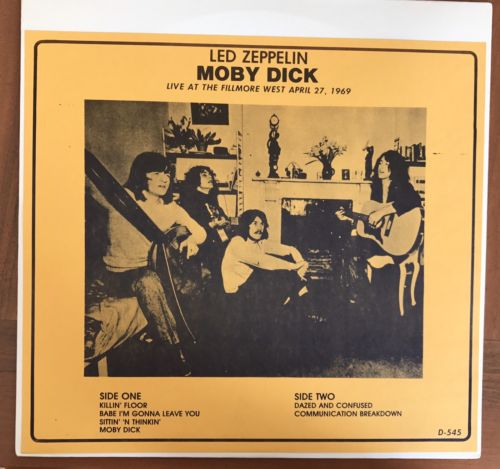 LED ZEPPELIN
MOBY DICK
LIVE AT THE FILLMORE WEST APRIL 27, 1969
SIDE ONE
KILLIN' FLOOR
BABE I'M GONNA LEAVE YOU
SITTIN' 'N THINKIN'
MOBY DICK
SIDE TWO
DAZED AND CONFUSED
COMMUNICATION BREAKDOWN
D-545